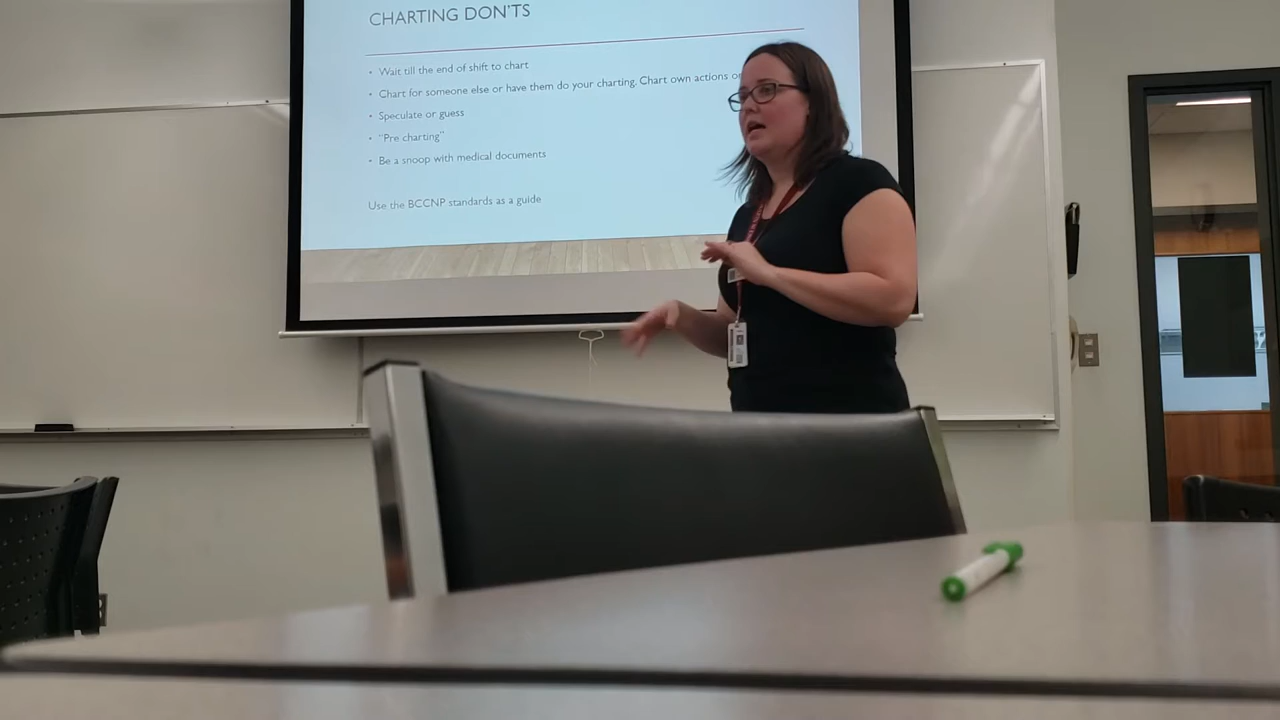 CHARTING DON'TS
• Wait till the end of shift to chart
• Chart for someone else or have them do your charting. Chart own actions
• Speculate or guess
• "Pre charting"
• Be a snoop with medical documents
Use the BCCNP standards as a guide